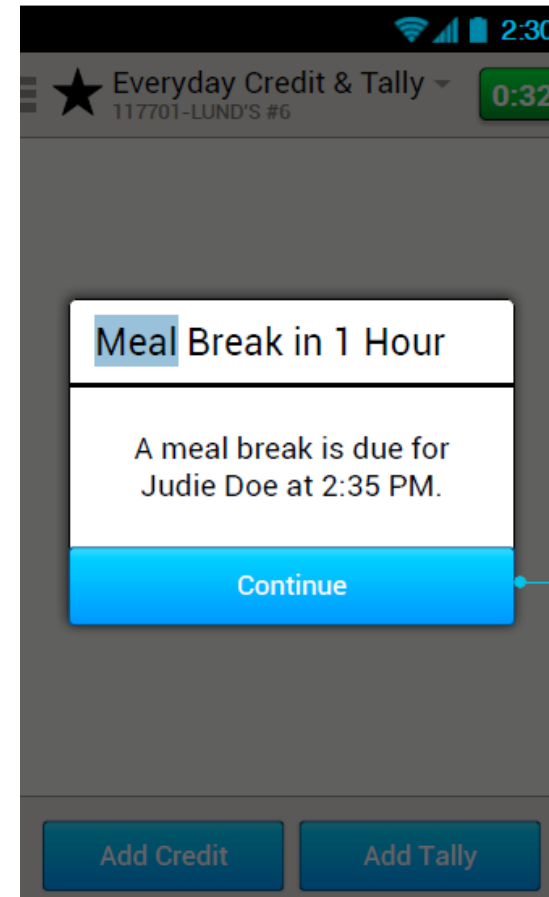 2:30
Everyday Credit & Tally
117701-LUND'S #6
0:32
Meal Break in 1 Hour
A meal break is due for
Judie Doe at 2:35 PM.
Continue
Add Credit
Add Tally